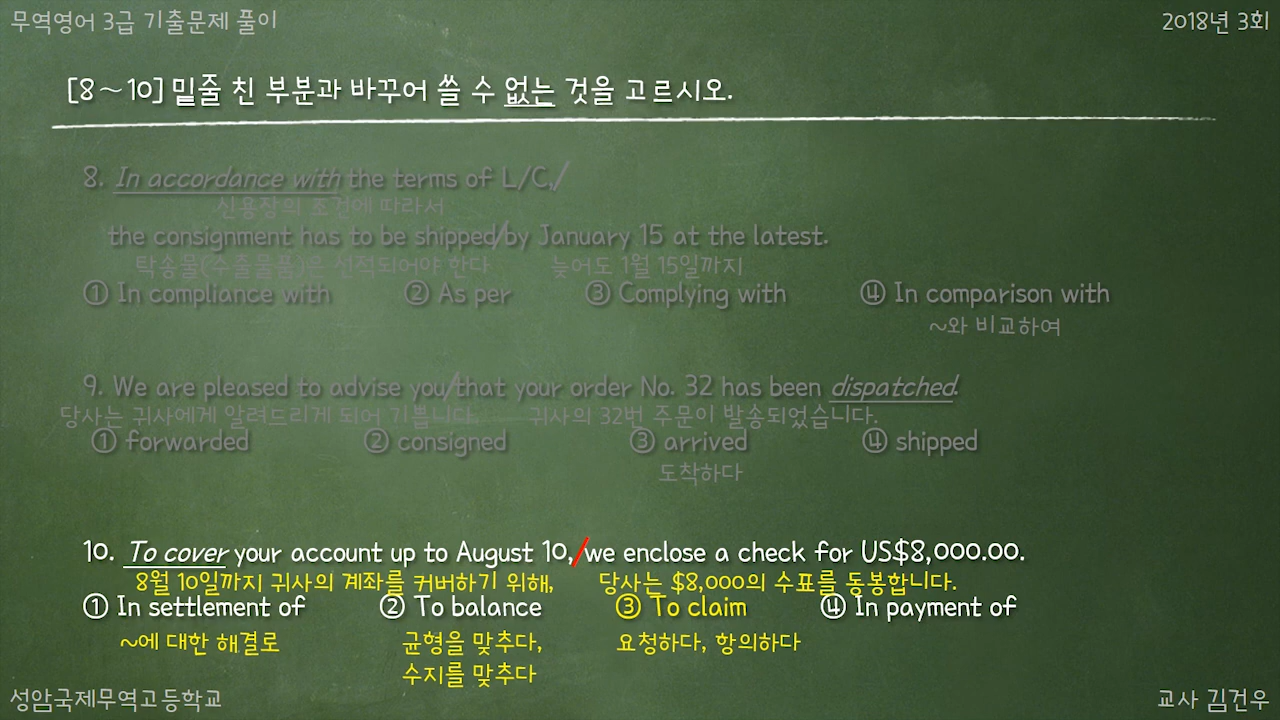 무역영어 3급 기출문제 풀이
2018년 3회
[8~10] 밑줄 친 부분과 바꾸어 쓸 수 없는 것을 고르시오.
8. In accordance with the terms of L/C,/
신용장의 조건에 따라서
the consignment has to be shipped/by January 15 at the latest.
탁송물(수출물품)은 선적되어야 한다 늦어도 1월 15일까지
① In compliance with ② As per ③ Complying with ④ In comparison with
~와 비교하여
9. We are pleased to advise you/that your order No. 32 has been dispatched.
당사는 귀사에게 알려드리게 되어 기쁩니다. 귀사의 32번 주문이 발송되었습니다.
① forwarded ② consigned ③ arrived ④ shipped
도착하다
10. To cover your account up to August 10,/we enclose a check for US$8,000.00.
8월 10일까지 귀사의 계좌를 커버하기 위해, 당사는 $8,000의 수표를 동봉합니다.
① In settlement of ② To balance ③ To claim ④ In payment of
~에 대한 해결로 균형을 맞추다, 요청하다, 항의하다
수지를 맞추다
성암국제무역고등학교
교사 김건우